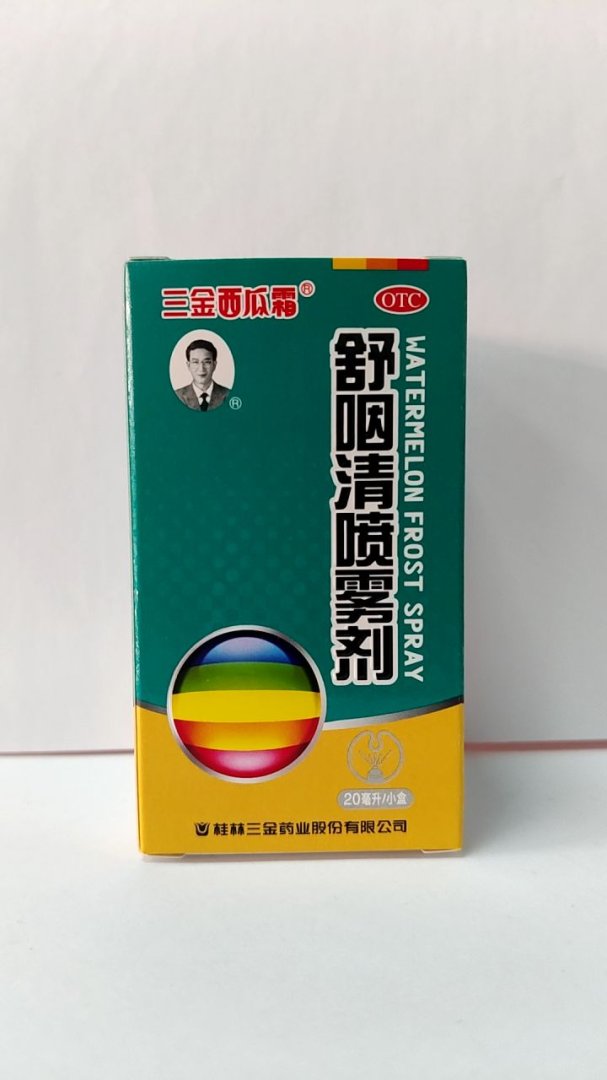 三金西瓜霜®
OTC
®
舒咽清喷雾剂
WATERMELON FROST SPRAY
20毫升/小盒
桂林三金药业股份有限公司